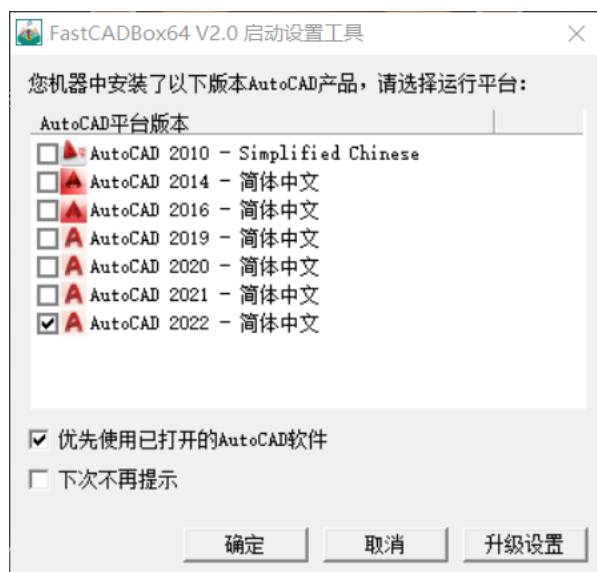 FastCADBox64 V2.0 启动设置工具
您机器中安装了以下版本AutoCAD产品，请选择运行平台：
AutoCAD平台版本
AutoCAD 2010 - Simplified Chinese
AutoCAD 2014 - 简体中文
AutoCAD 2016 - 简体中文
AutoCAD 2019 - 简体中文
AutoCAD 2020 - 简体中文
AutoCAD 2021 - 简体中文
AutoCAD 2022 - 简体中文
优先使用已打开的AutoCAD软件
下次不再提示
确定 取消 升级设置